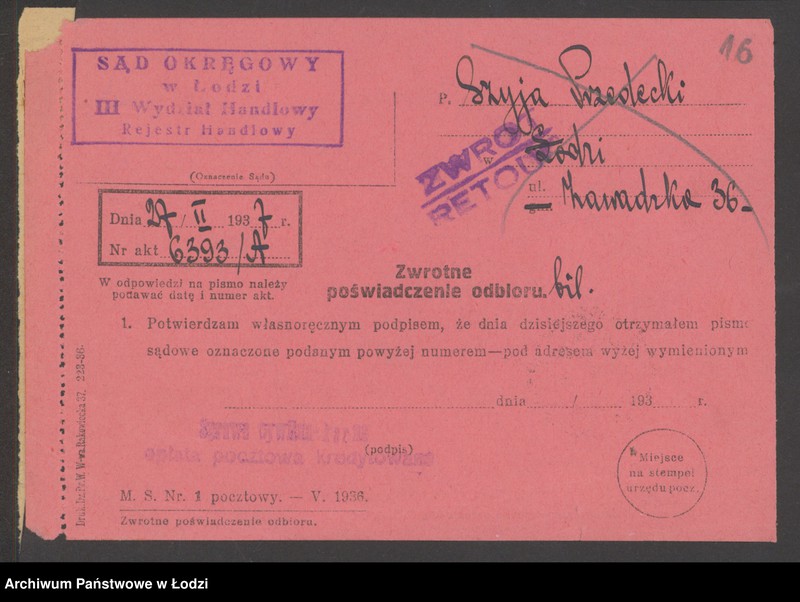 16
SĄD OKRĘGOWY
w Łodzi
III Wydział Handlowy
Rejestr Handlowy
(Oznaczenie Sądu)
P. Szyja Przedecki
ZWROT
RETOUR
w Łodzi
ul. Zawadzka 36
Dnia 27/II 1937 r.
Nr akt 6393/A
W odpowiedzi na pismo należy
podawać datę i numer akt.
Zwrotne
poświadczenie odbioru. bil.
1. Potwierdzam własnoręcznym podpisem, że dnia dzisiejszego otrzymałem pismo
sądowe oznaczone podanym powyżej numerem—pod adresem wyżej wymienionym
dnia / 193 r.
opłata pocztowa kredytowana
(podpis)
Miejsce
na stempel
urzędu pocz.
M. S. Nr. 1 pocztowy. — V. 1936.
Zwrotne poświadczenie odbioru.
223-36.
Archiwum Państwowe w Łodzi